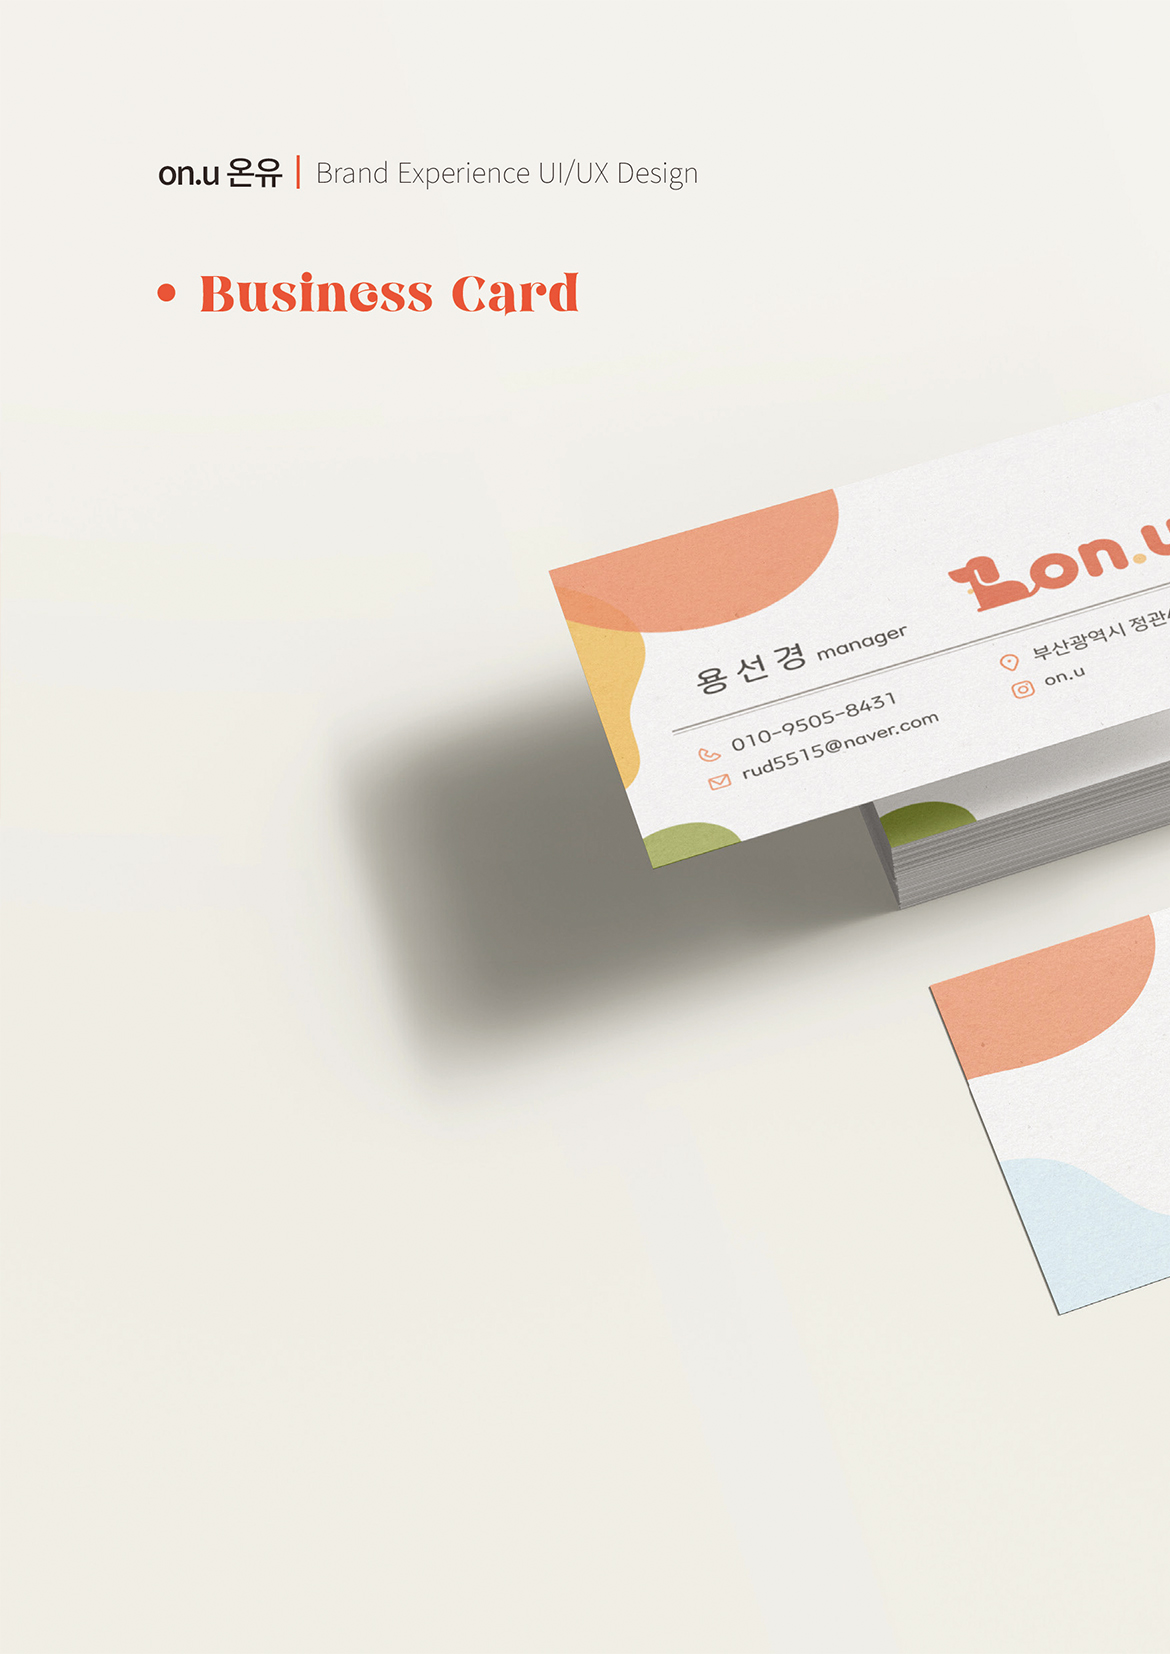 on.u 온유 | Brand Experience UI/UX Design
• Business Card
on.u
용선경 manager
010-9505-8431
rud5515@naver.com
부산광역시 정관
on.u